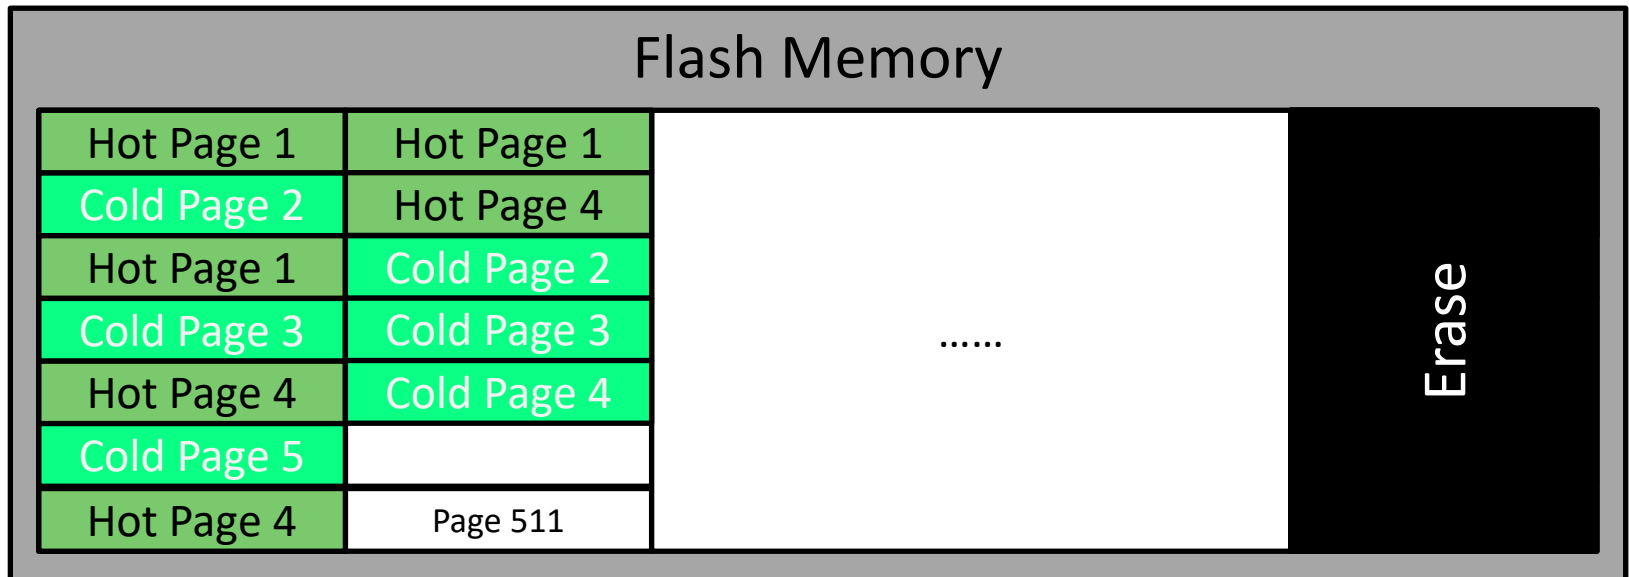 Flash Memory
Hot Page 1
Hot Page 1
Cold Page 2
Hot Page 4
Hot Page 1
Cold Page 2
Cold Page 3
Cold Page 3
Hot Page 4
Cold Page 4
Cold Page 5
Hot Page 4
Page 511
......
Erase